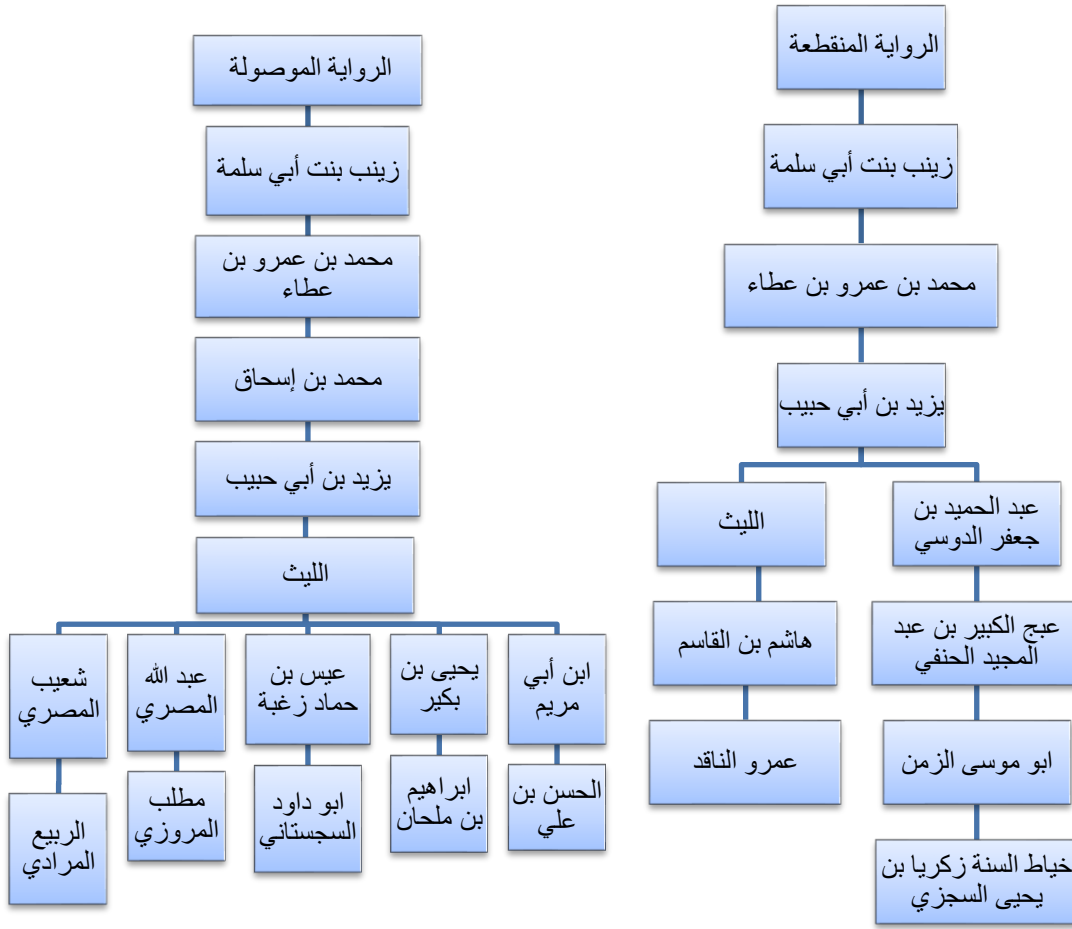 الرواية المنقطعة
زينب بنت أبي سلمة
محمد بن عمرو بن عطاء
يزيد بن أبي حبيب
عبد الحميد بن
جعفر الدوسي
عبج الكبير بن عبد
المجيد الحنفي
ابو موسى الزمن
خياط السنة زكريا بن
يحيى السجزي
الليث
هاشم بن القاسم
عمرو الناقد
الرواية الموصولة
زينب بنت أبي سلمة
محمد بن عمرو بن
عطاء
محمد بن إسحاق
يزيد بن أبي حبيب
الليث
ابن أبي
مريم
الحسن بن
علي
يحيى بن
بكير
ابراهيم
بن ملحان
عيس بن
حماد زغبة
ابو داود
السجستاني
عبد الله
المصري
مطلب
المروزي
شعيب
المصري
الربيع
المرادي